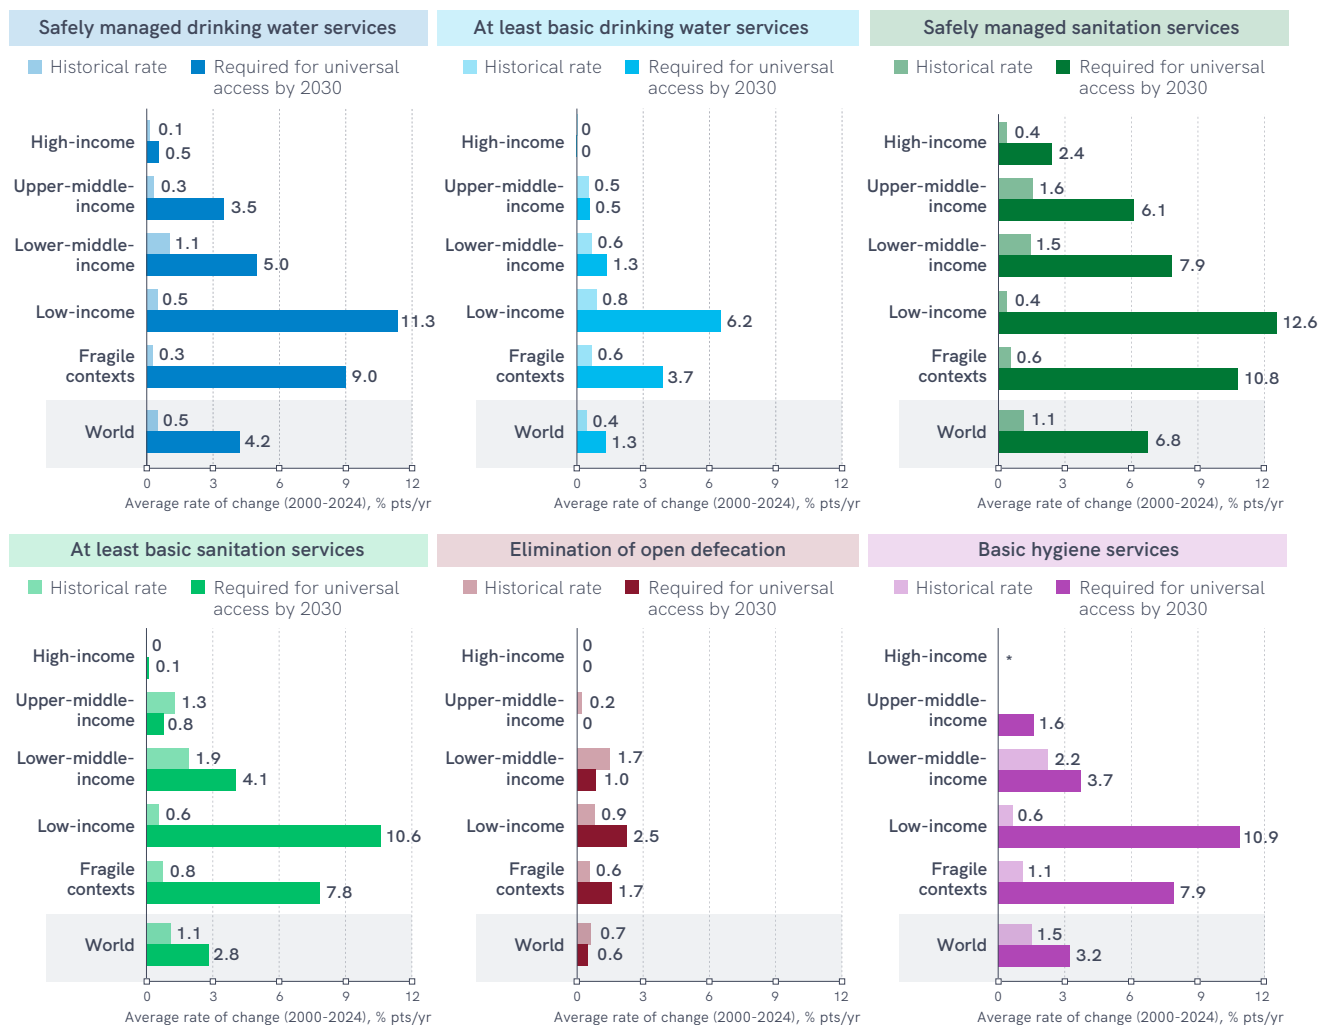 Safely managed drinking water services
Historical rate
Required for universal
access by 2030
High-income
0.1
0.5
Upper-middle-
income
0.3
3.5
Lower-middle-
income
1.1
5.0
Low-income
0.5
11.3
Fragile
contexts
0.3
9.0
World
0.5
4.2
0 3 6 9 12
Average rate of change (2000-2024), % pts/yr
At least basic drinking water services
Historical rate
Required for universal
access by 2030
High-income
0
0
Upper-middle-
income
0.5
0.5
Lower-middle-
income
0.6
1.3
Low-income
0.8
6.2
Fragile
contexts
0.6
3.7
World
0.4
1.3
0 3 6 9 12
Average rate of change (2000-2024), % pts/yr
Safely managed sanitation services
Historical rate
Required for universal
access by 2030
High-income
0.4
2.4
Upper-middle-
income
1.6
6.1
Lower-middle-
income
1.5
7.9
Low-income
0.4
12.6
Fragile
contexts
0.6
10.8
World
1.1
6.8
0 3 6 9 12
Average rate of change (2000-2024), % pts/yr
At least basic sanitation services
Historical rate
Required for universal
access by 2030
High-income
0
0.1
Upper-middle-
income
1.3
0.8
Lower-middle-
income
1.9
4.1
Low-income
0.6
10.6
Fragile
contexts
0.8
7.8
World
1.1
2.8
0 3 6 9 12
Average rate of change (2000-2024), % pts/yr
Elimination of open defecation
Historical rate
Required for universal
access by 2030
High-income
0
0
Upper-middle-
income
0.2
0
Lower-middle-
income
1.7
1.0
Low-income
0.9
2.5
Fragile
contexts
0.6
1.7
World
0.7
0.6
0 3 6 9 12
Average rate of change (2000-2024), % pts/yr
Basic hygiene services
Historical rate
Required for universal
access by 2030
High-income
*
Upper-middle-
income
1.6
Lower-middle-
income
2.2
3.7
Low-income
0.6
10.9
Fragile
contexts
1.1
7.9
World
1.5
3.2
0 3 6 9 12
Average rate of change (2000-2024), % pts/yr